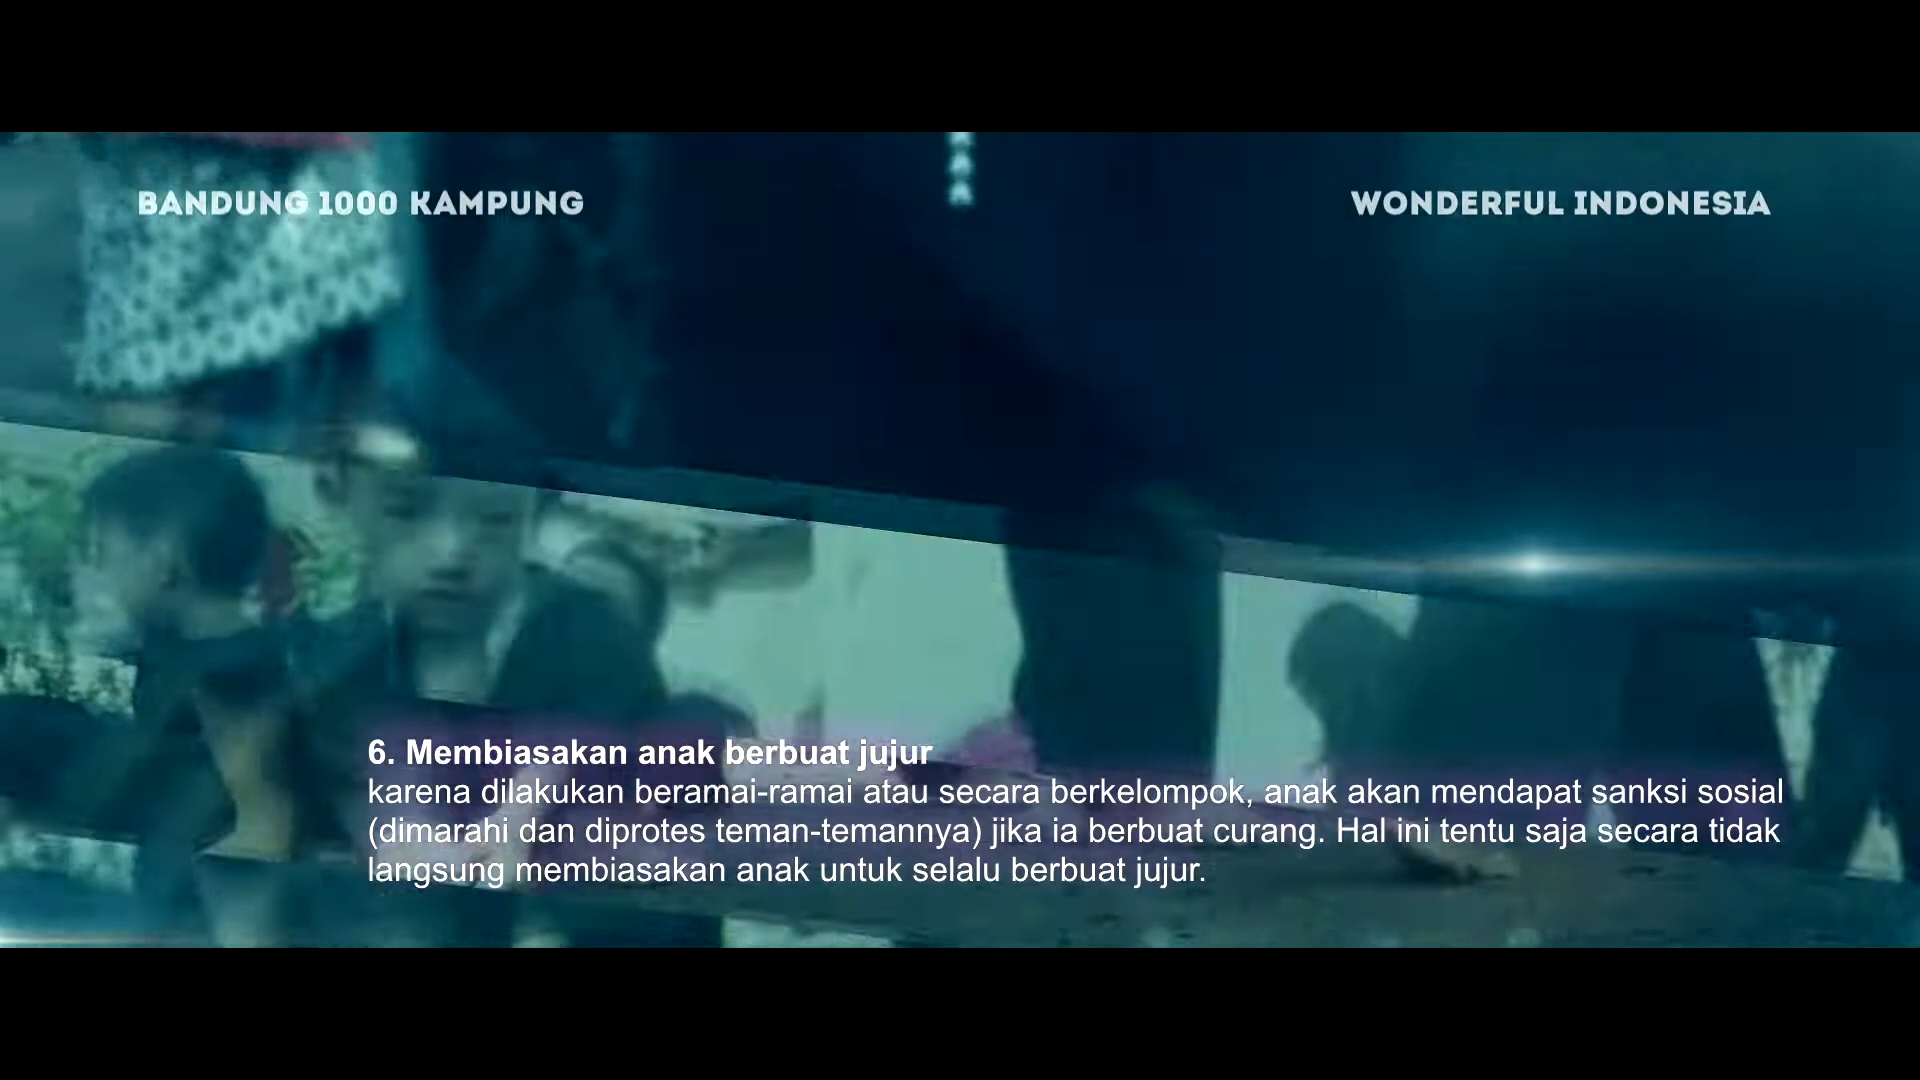 BANDUNG 1000 KAMPUNG
WONDERFUL INDONESIA
6. Membiasakan anak berbuat jujur
karena dilakukan beramai-ramai atau secara berkelompok, anak akan mendapat sanksi sosial
(dimarahi dan diprotes teman-temannya) jika ia berbuat curang. Hal ini tentu saja secara tidak
langsung membiasakan anak untuk selalu berbuat jujur.